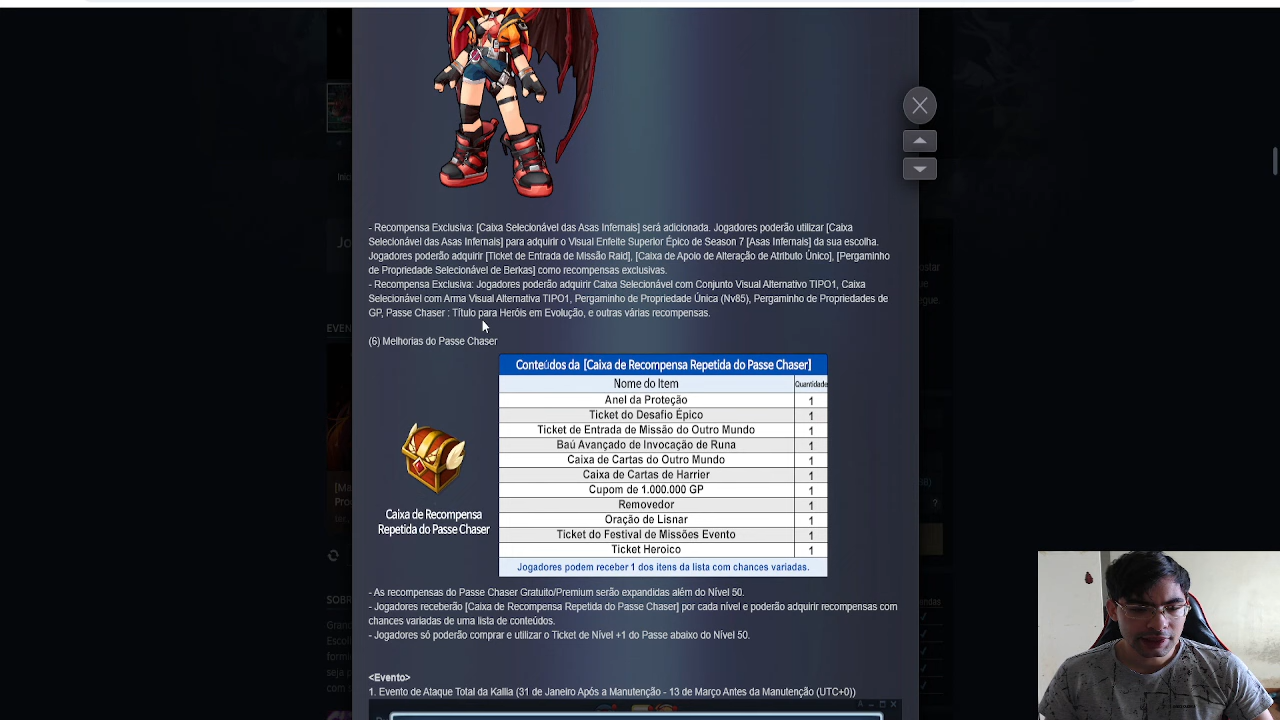 - Recompensa Exclusiva: [Caixa Selecionável das Asas Infernais] será adicionada. Jogadores poderão utilizar [Caixa
Selecionável das Asas Infernais] para adquirir o Visual Enfeite Superior Épico de Season 7 [Asas Infernais] da sua escolha.
Jogadores poderão adquirir [Ticket de Entrada de Missão Raid], [Caixa de Apoio de Alteração de Atributo Único], [Pergaminho
de Propriedade Selecionável de Berkas] como recompensas exclusivas.
- Recompensa Exclusiva: Jogadores poderão adquirir Caixa Selecionável com Conjunto Visual Alternativo TIPO1, Caixa
Selecionável com Arma Visual Alternativa TIPO1, Pergaminho de Propriedade Única (Nv85), Pergaminho de Propriedades de
GP, Passe Chaser : Título para Heróis em Evolução, e outras várias recompensas.
(6) Melhorias do Passe Chaser
Conteúdos da [Caixa de Recompensa Repetida do Passe Chaser]
Nome do Item Quantidade
Anel da Proteção 1
Ticket do Desafio Épico 1
Ticket de Entrada de Missão do Outro Mundo 1
Baú Avançado de Invocação de Runa 1
Caixa de Cartas do Outro Mundo 1
Caixa de Cartas de Harrier 1
Cupom de 1.000.000 GP 1
Removedor 1
Oração de Lisnar 1
Ticket do Festival de Missões Evento 1
Ticket Heroico 1
Jogadores podem receber 1 dos itens da lista com chances variadas.
Caixa de Recompensa
Repetida do Passe Chaser
- As recompensas do Passe Chaser Gratuito/Premium serão expandidas além do Nível 50.
- Jogadores receberão [Caixa de Recompensa Repetida do Passe Chaser] por cada nível e poderão adquirir recompensas com
chances variadas de uma lista de conteúdos.
- Jogadores só poderão comprar e utilizar o Ticket de Nível +1 do Passe abaixo do Nível 50.
<Evento>
1. Evento de Ataque Total da Kallia (31 de Janeiro Após a Manutenção - 13 de Março Antes da Manutenção (UTC+0))